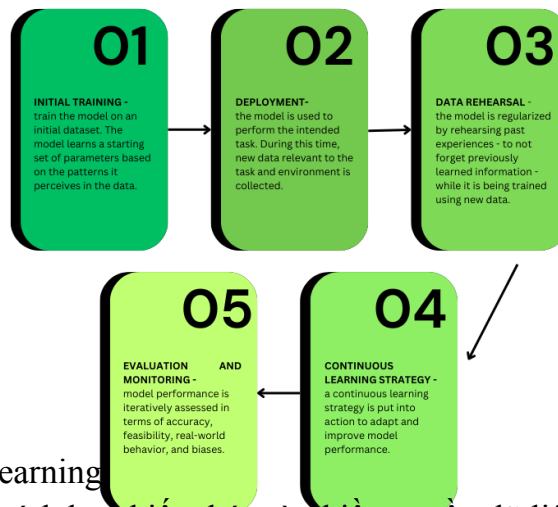 01
INITIAL TRAINING -
train the model on an
initial dataset. The
model learns a starting
set of parameters based
on the patterns it
perceives in the data.
02
DEPLOYMENT-
the model is used to
perform the intended
task. During this time,
new data relevant to the
task and environment is
collected.
03
DATA REHEARSAL -
the model is regularized
by rehearsing past
experiences - to not
forget previously
learned information -
while it is being trained
using new data.
04
CONTINUOUS
LEARNING STRATEGY -
a continuous learning
strategy is put into
action to adapt and
improve model
performance.
05
EVALUATION AND
MONITORING -
model performance is
iteratively assessed in
terms of accuracy,
feasibility, real-world
behavior, and biases.
earning